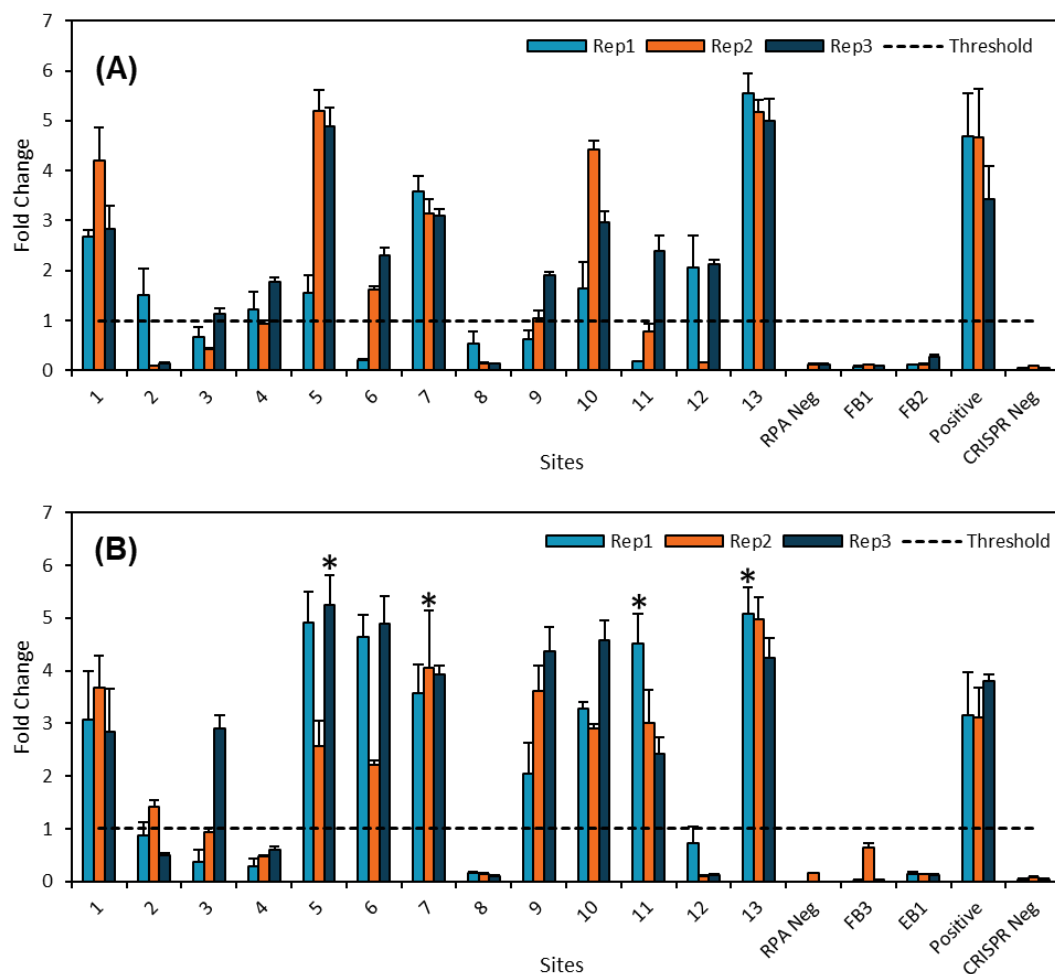 (A)
Rep1 Rep2 Rep3 Threshold
Fold Change
7
6
5
4
3
2
1
0
1 2 3 4 5 6 7 8 9 10 11 12 13 RPA Neg FB1 FB2 Positive CRISPR Neg
Sites
(B)
Rep1 Rep2 Rep3 Threshold
Fold Change
7
6
5
4
3
2
1
0
* * * *
1 2 3 4 5 6 7 8 9 10 11 12 13 RPA Neg FB3 EB1 Positive CRISPR Neg
Sites